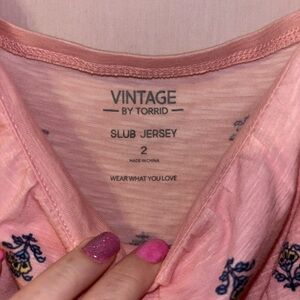 VINTAGE
BY TORRID
SLUB JERSEY
2
MADE IN CHINA
WEAR WHAT YOU LOVE